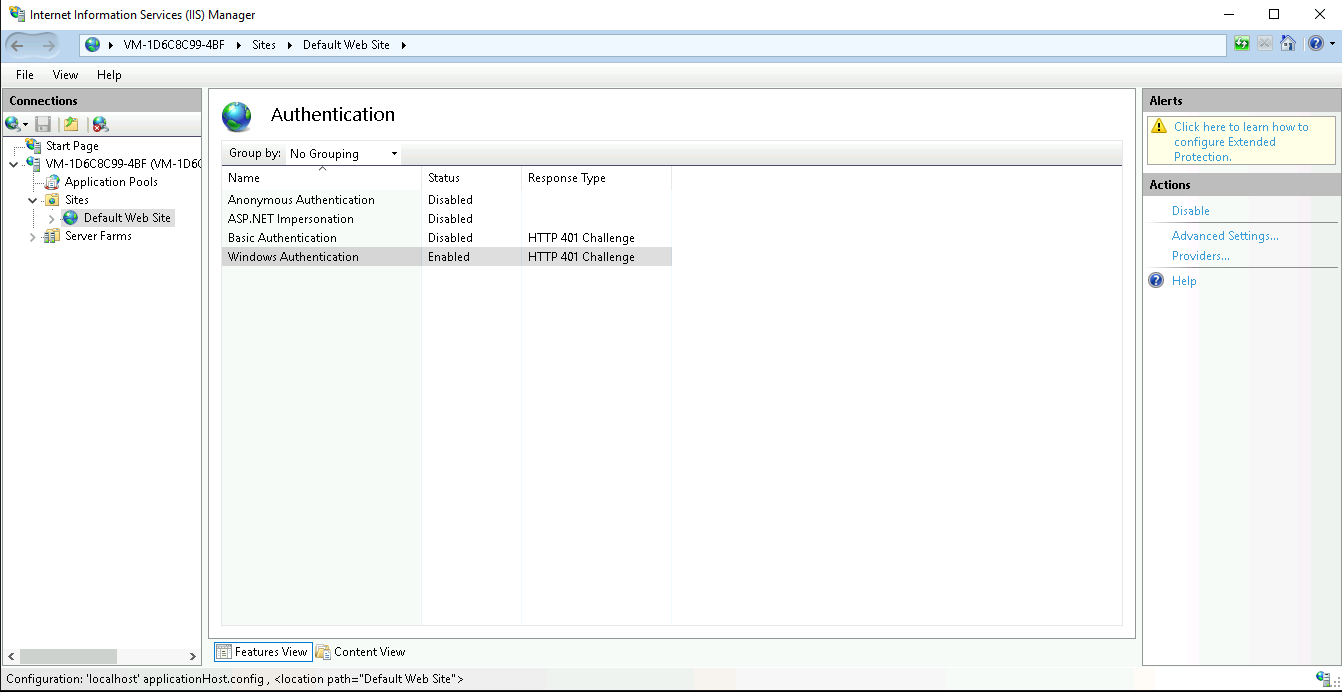 Internet Information Services (IIS) Manager
VM-1D6C8C99-4BF Sites Default Web Site
File View Help
Connections
Start Page
VM-1D6C8C99-4BF (VM-1D6C
Application Pools
Sites
Default Web Site
Server Farms
Authentication
Group by: No Grouping
Name Status Response Type
Anonymous Authentication Disabled
ASP.NET Impersonation Disabled
Basic Authentication Disabled HTTP 401 Challenge
Windows Authentication Enabled HTTP 401 Challenge
Features View Content View
Alerts
Click here to learn how to
configure Extended
Protection.
Actions
Disable
Advanced Settings...
Providers...
Help
Configuration: 'localhost' applicationHost.config , <location path="Default Web Site">